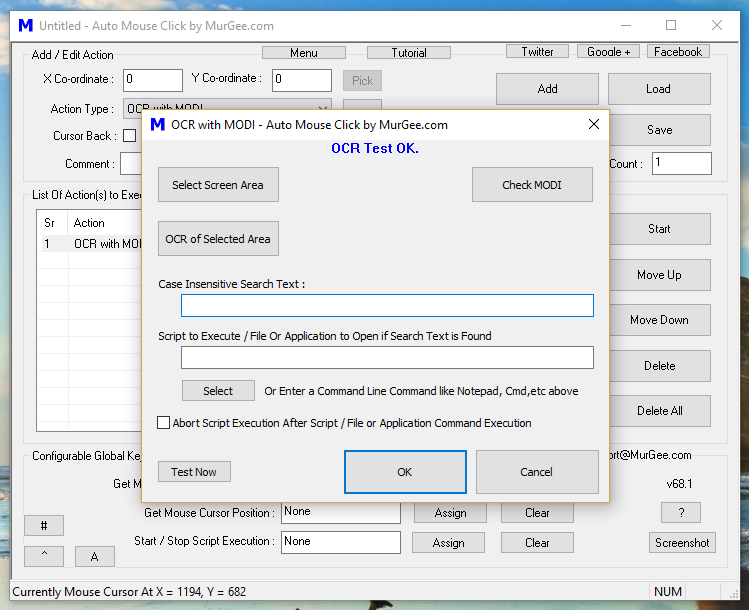 M Untitled - Auto Mouse Click by MurGee.com
Add / Edit Action
Menu
Tutorial
Twitter
Google +
Facebook
X Co-ordinate :
0
Y Co-ordinate :
0
Pick
Add
Load
Action Type :
OCR with MODI
Cursor Back :
Save
Comment :
Count :
1
M OCR with MODI - Auto Mouse Click by MurGee.com
OCR Test OK.
Select Screen Area
Check MODI
OCR of Selected Area
Case Insensitive Search Text :
Script to Execute / File Or Application to Open if Search Text is Found
Select
Or Enter a Command Line Command like Notepad, Cmd,etc above
Abort Script Execution After Script / File or Application Command Execution
Test Now
OK
Cancel
List Of Action(s) to Exe
Sr
Action
1
OCR with MODI
Start
Move Up
Move Down
Delete
Delete All
Configurable Global Ke
ort@MurGee.com
Get M
v68.1
Get Mouse Cursor Position :
None
Assign
Clear
?
#
Start / Stop Script Execution :
None
Assign
Clear
Screenshot
^
A
Currently Mouse Cursor At X = 1194, Y = 682
NUM